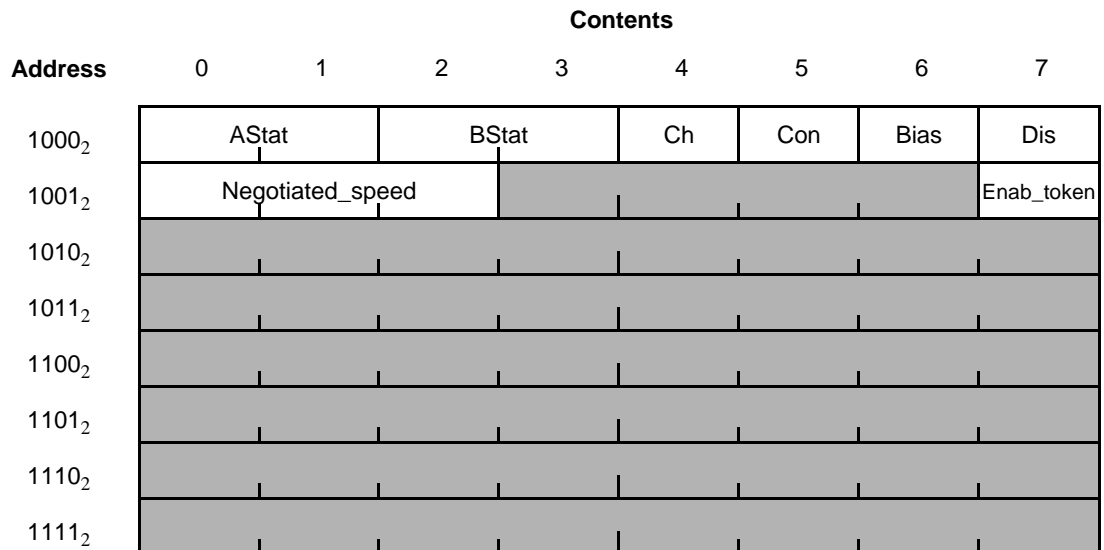 Contents
Address 0 1 2 3 4 5 6 7
1000₂ AStat BStat Ch Con Bias Dis
1001₂ Negotiated_speed Enab_token
1010₂
1011₂
1100₂
1101₂
1110₂
1111₂